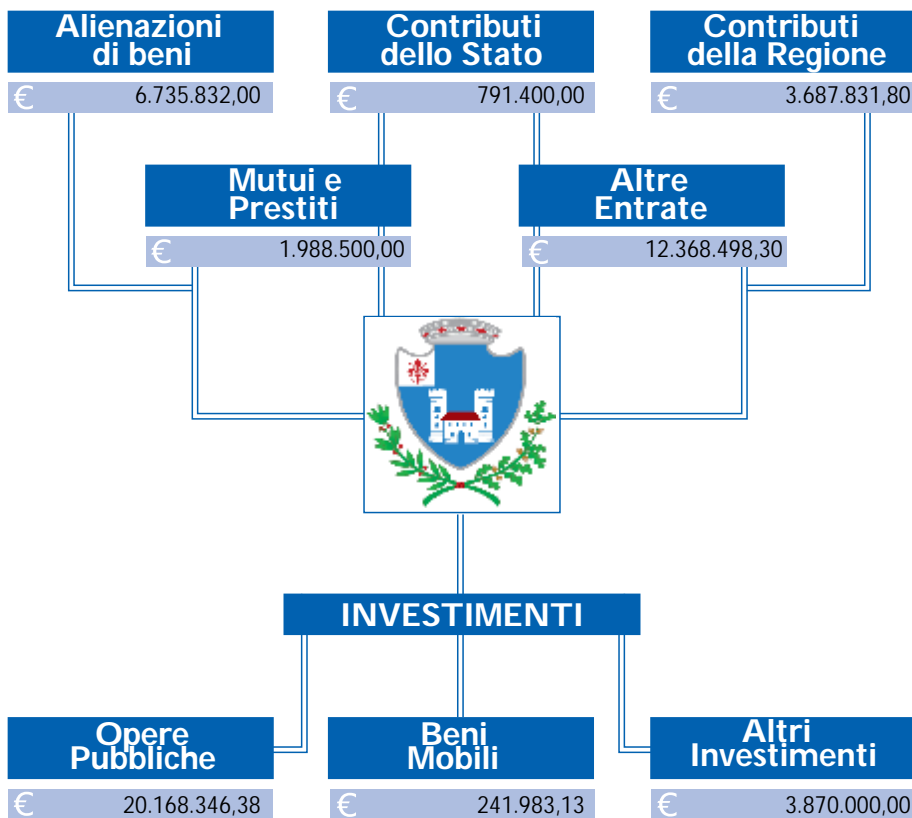 Alienazioni
di beni
€ 6.735.832,00
Contributi
dello Stato
€ 791.400,00
Contributi
della Regione
€ 3.687.831,80
Mutui e
Prestiti
€ 1.988.500,00
Altre
Entrate
€ 12.368.498,30
INVESTIMENTI
Opere
Pubbliche
€ 20.168.346,38
Beni
Mobili
€ 241.983,13
Altri
Investimenti
€ 3.870.000,00